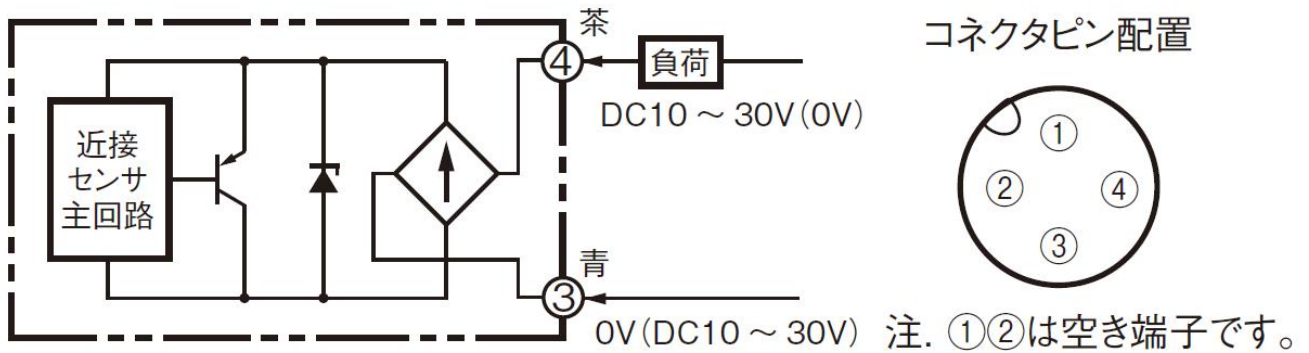 茶
コネクタピン配置
④
負荷
DC10 ~ 30V(0V)
近接
センサ
主回路
①
②
④
③
青
③
0V(DC10 ~ 30V)
注. ①②は空き端子です。